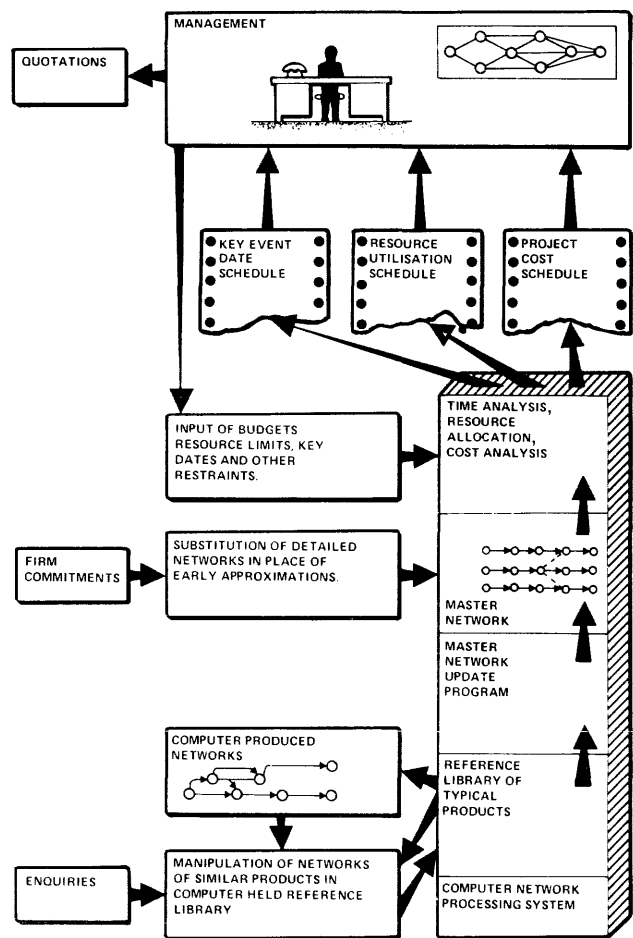 MANAGEMENT
QUOTATIONS
KEY EVENT
DATE
SCHEDULE
RESOURCE
UTILISATION
SCHEDULE
PROJECT
COST
SCHEDULE
INPUT OF BUDGETS
RESOURCE LIMITS, KEY
DATES AND OTHER
RESTRAINTS.
TIME ANALYSIS,
RESOURCE
ALLOCATION,
COST ANALYSIS
FIRM
COMMITMENTS
SUBSTITUTION OF DETAILED
NETWORKS IN PLACE OF
EARLY APPROXIMATIONS.
MASTER
NETWORK
MASTER
NETWORK
UPDATE
PROGRAM
COMPUTER PRODUCED
NETWORKS
REFERENCE
LIBRARY OF
TYPICAL
PRODUCTS
ENQUIRIES
MANIPULATION OF NETWORKS
OF SIMILAR PRODUCTS IN
COMPUTER HELD REFERENCE
LIBRARY
COMPUTER NETWORK
PROCESSING SYSTEM